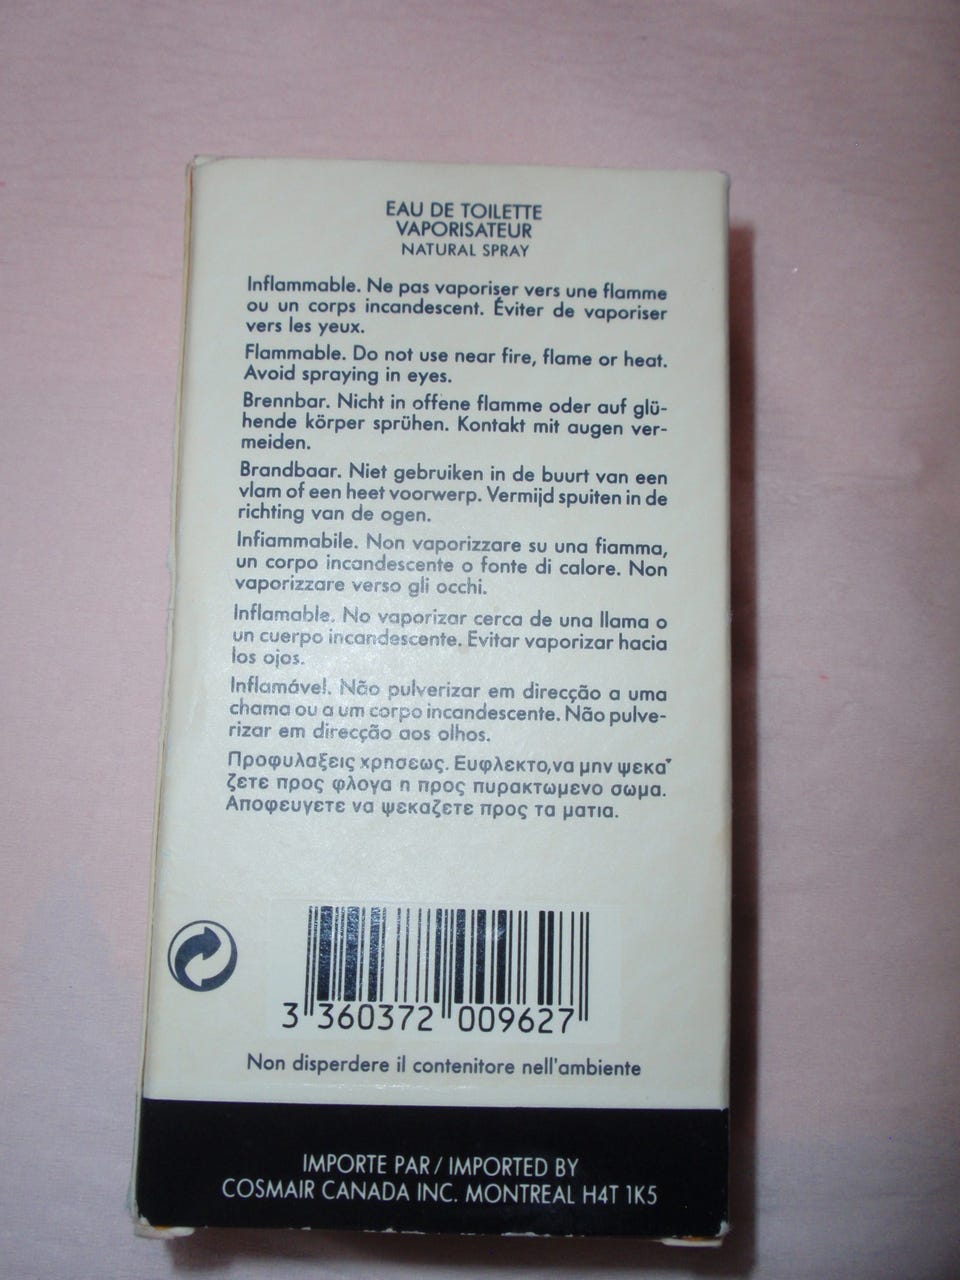 EAU DE TOILETTE
VAPORISATEUR
NATURAL SPRAY
Inflammable. Ne pas vaporiser vers une flamme
ou un corps incandescent. Éviter de vaporiser
vers les yeux.
Flammable. Do not use near fire, flame or heat.
Avoid spraying in eyes.
Brennbar. Nicht in offene flamme oder auf glü-
hende körper sprühen. Kontakt mit augen ver-
meiden.
Brandbaar. Niet gebruiken in de buurt van een
vlam of een heet voorwerp. Vermijd spuiten in de
richting van de ogen.
Infiammabile. Non vaporizzare su una fiamma,
un corpo incandescente o fonte di calore. Non
vaporizzare verso gli occhi.
Inflamable. No vaporizar cerca de una llama o
un cuerpo incandescente. Evitar vaporizar hacia
los ojos.
Inflamável. Não pulverizar em direcção a uma
chama ou a um corpo incandescente. Não pulve-
rizar em direcção aos olhos.
Προφυλαξεις χρησεως. Ευφλεκτο,να μην ψεκα῞
ζετε προς φλογα η προς πυρακτωμενο σωμα.
Αποφευγετε να ψεκαζετε προς τα ματια.
3 360372 009627
Non disperdere il contenitore nell'ambiente
IMPORTE PAR / IMPORTED BY
COSMAIR CANADA INC. MONTREAL H4T 1K5